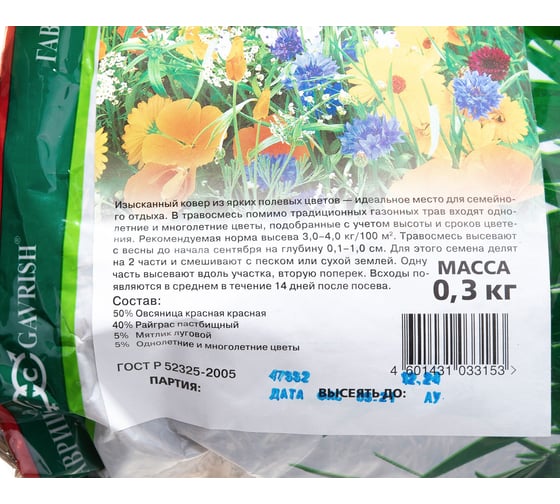 ГАВРИШ
GAVRISH®
Изысканный ковер из ярких полевых цветов — идеальное место для семейно-
го отдыха. В травосмесь помимо традиционных газонных трав входят одно-
летние и многолетние цветы, подобранные с учетом высоты и сроков цвете-
ния. Рекомендуемая норма высева 3,0–4,0 кг/100 м². Травосмесь высевают
с весны до начала сентября на глубину 0,1–1,0 см. Для этого семена делят
на 2 части и смешивают с песком или сухой землей. Одну
часть высевают вдоль участка, вторую поперек. Всходы по-
являются в среднем в течение 14 дней после посева.
МАССА
0,3 кг
Состав:
50% Овсяница красная красная
40% Райграс пастбищный
5% Мятлик луговой
5% Однолетние и многолетние цветы
4 601431 033153 >
ГОСТ Р 52325-2005
ПАРТИЯ:
47882
ДАТА
ВЫСЕЯТЬ ДО:
12.24
АУ